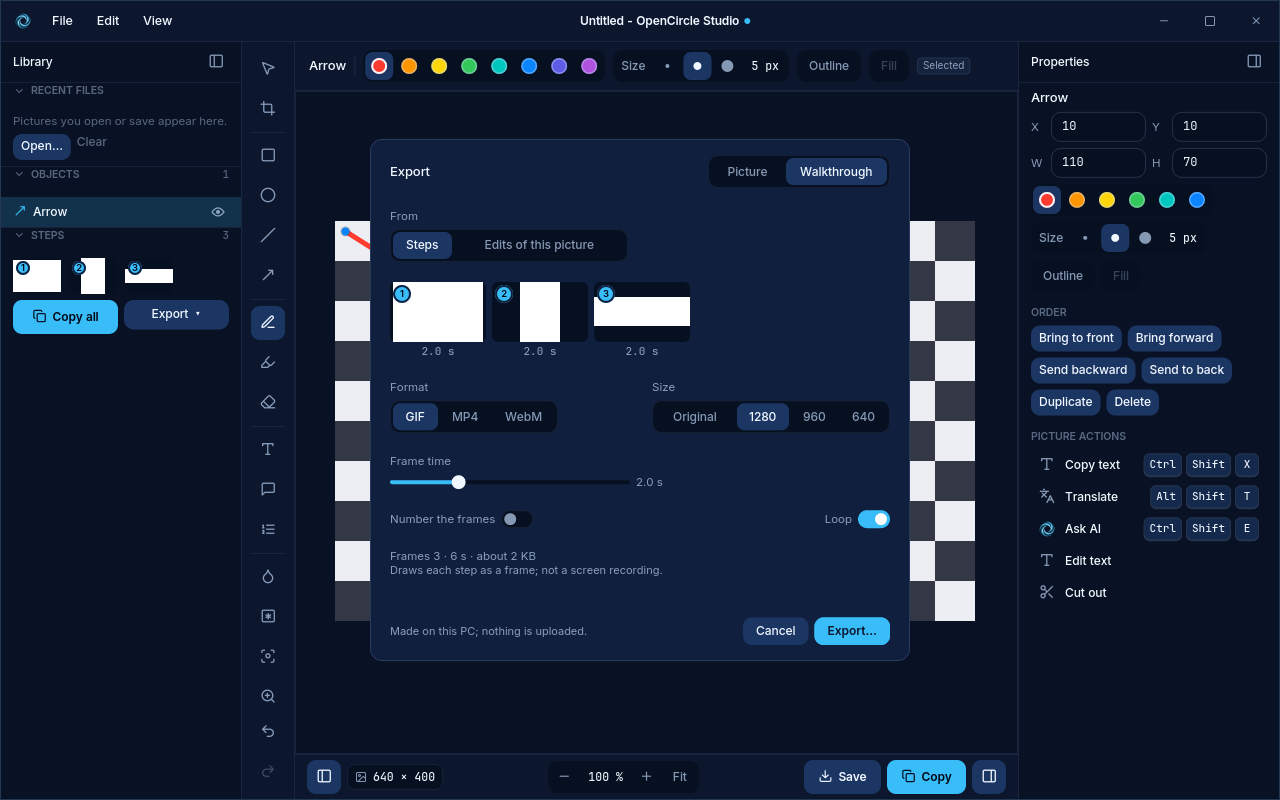 File Edit View
Untitled - OpenCircle Studio
Library
RECENT FILES
Pictures you open or save appear here.
Open... Clear
OBJECTS 1
Arrow
STEPS 3
1 2 3
Copy all Export
Arrow Size 5 px Outline Fill Selected
Export Picture Walkthrough
From
Steps Edits of this picture
1 2 3
2.0 s 2.0 s 2.0 s
Format Size
GIF MP4 WebM Original 1280 960 640
Frame time
2.0 s
Number the frames Loop
Frames 3 · 6 s · about 2 KB
Draws each step as a frame; not a screen recording.
Made on this PC; nothing is uploaded. Cancel Export...
640 × 400 100 % Fit Save Copy
Properties
Arrow
X 10 Y 10
W 110 H 70
Size 5 px
Outline Fill
ORDER
Bring to front Bring forward
Send backward Send to back
Duplicate Delete
PICTURE ACTIONS
Copy text Ctrl Shift X
Translate Alt Shift T
Ask AI Ctrl Shift E
Edit text
Cut out